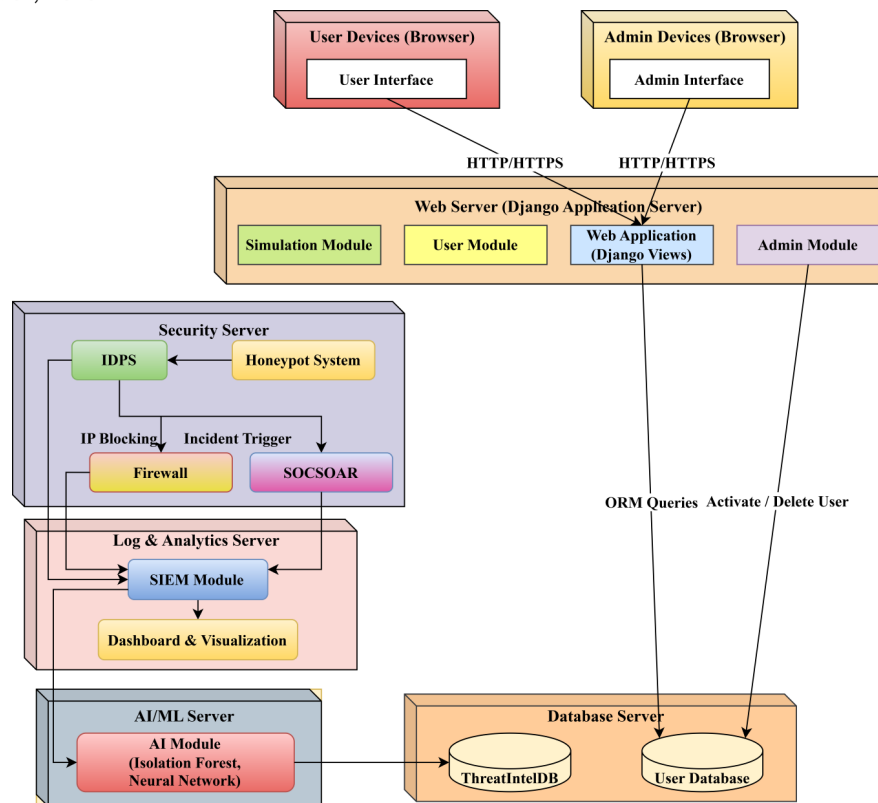 User Devices (Browser)
User Interface
Admin Devices (Browser)
Admin Interface
HTTP/HTTPS
HTTP/HTTPS
Web Server (Django Application Server)
Simulation Module
User Module
Web Application
(Django Views)
Admin Module
Security Server
IDPS
Honeypot System
IP Blocking
Incident Trigger
Firewall
SOCSOAR
ORM Queries
Activate / Delete User
Log & Analytics Server
SIEM Module
Dashboard & Visualization
AI/ML Server
AI Module
(Isolation Forest,
Neural Network)
Database Server
ThreatIntelDB
User Database